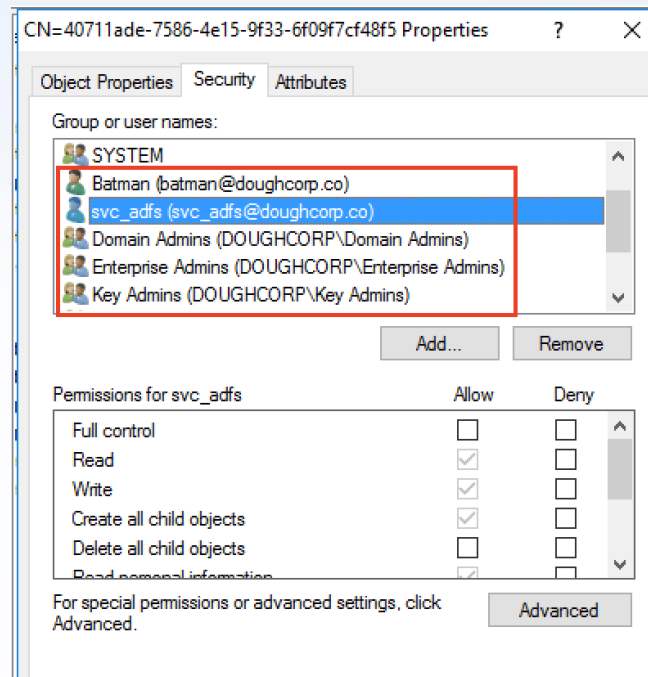 CN=40711ade-7586-4e15-9f33-6f09f7cf48f5 Properties ?
Object Properties Security Attributes
Group or user names:
SYSTEM
Batman (batman@doughcorp.co)
svc_adfs (svc_adfs@doughcorp.co)
Domain Admins (DOUGHCORP\Domain Admins)
Enterprise Admins (DOUGHCORP\Enterprise Admins)
Key Admins (DOUGHCORP\Key Admins)
Add... Remove
Permissions for svc_adfs Allow Deny
Full control
Read
Write
Create all child objects
Delete all child objects
Read personal information
For special permissions or advanced settings, click
Advanced.
Advanced